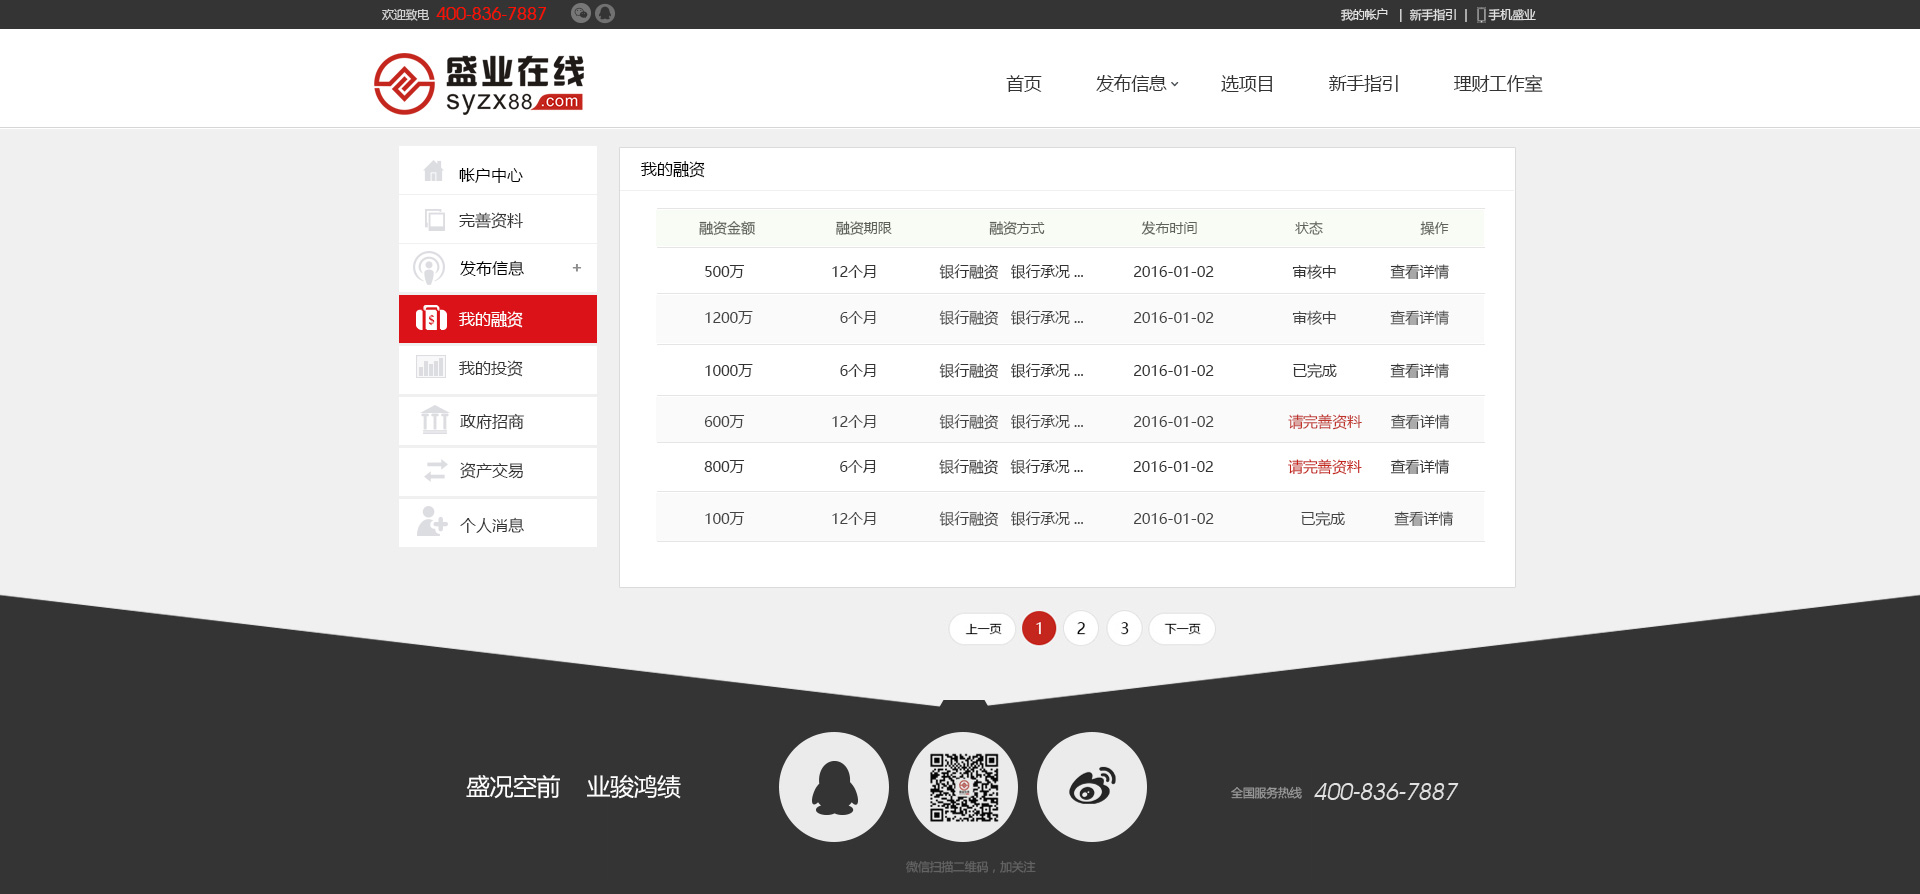 欢迎致电 400-836-7887 我的帐户 | 新手指引 | 手机盛业
盛业在线
syzx88.com
首页 发布信息 选项目 新手指引 理财工作室
帐户中心
完善资料
发布信息 +
我的融资
我的投资
政府招商
资产交易
个人消息
我的融资
融资金额 融资期限 融资方式 发布时间 状态 操作
500万 12个月 银行融资 银行承况 ... 2016-01-02 审核中 查看详情
1200万 6个月 银行融资 银行承况 ... 2016-01-02 审核中 查看详情
1000万 6个月 银行融资 银行承况 ... 2016-01-02 已完成 查看详情
600万 12个月 银行融资 银行承况 ... 2016-01-02 请完善资料 查看详情
800万 6个月 银行融资 银行承况 ... 2016-01-02 请完善资料 查看详情
100万 12个月 银行融资 银行承况 ... 2016-01-02 已完成 查看详情
上一页 1 2 3 下一页
盛况空前 业骏鸿绩
全国服务热线 400-836-7887
微信扫描二维码，加关注